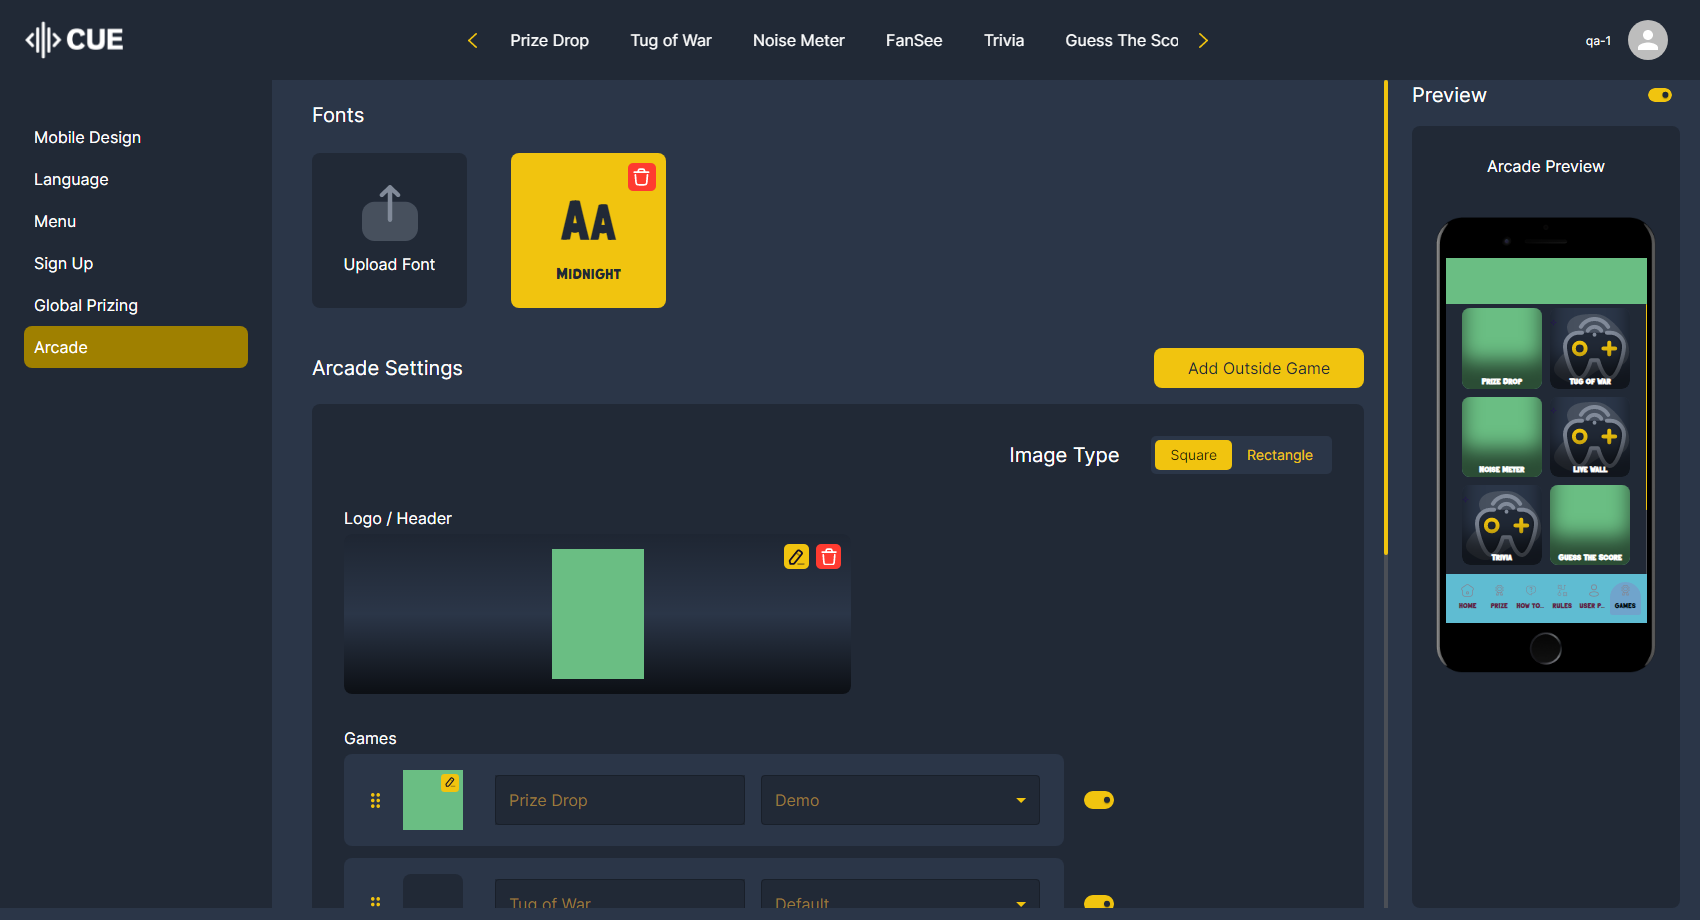 CUE
Prize Drop
Tug of War
Noise Meter
FanSee
Trivia
Guess The Sco
qa-1
Mobile Design
Language
Menu
Sign Up
Global Prizing
Arcade
Fonts
Upload Font
AA
MIDNIGHT
Arcade Settings
Add Outside Game
Image Type
Square
Rectangle
Logo / Header
Games
Prize Drop
Demo
Tug of War
Default
Preview
Arcade Preview
PRIZE DROP
TUG OF WAR
NOISE METER
LIVE WALL
TRIVIA
GUESS THE SCORE
HOME
PRIZE
HOW TO..
RULES
USER P..
GAMES